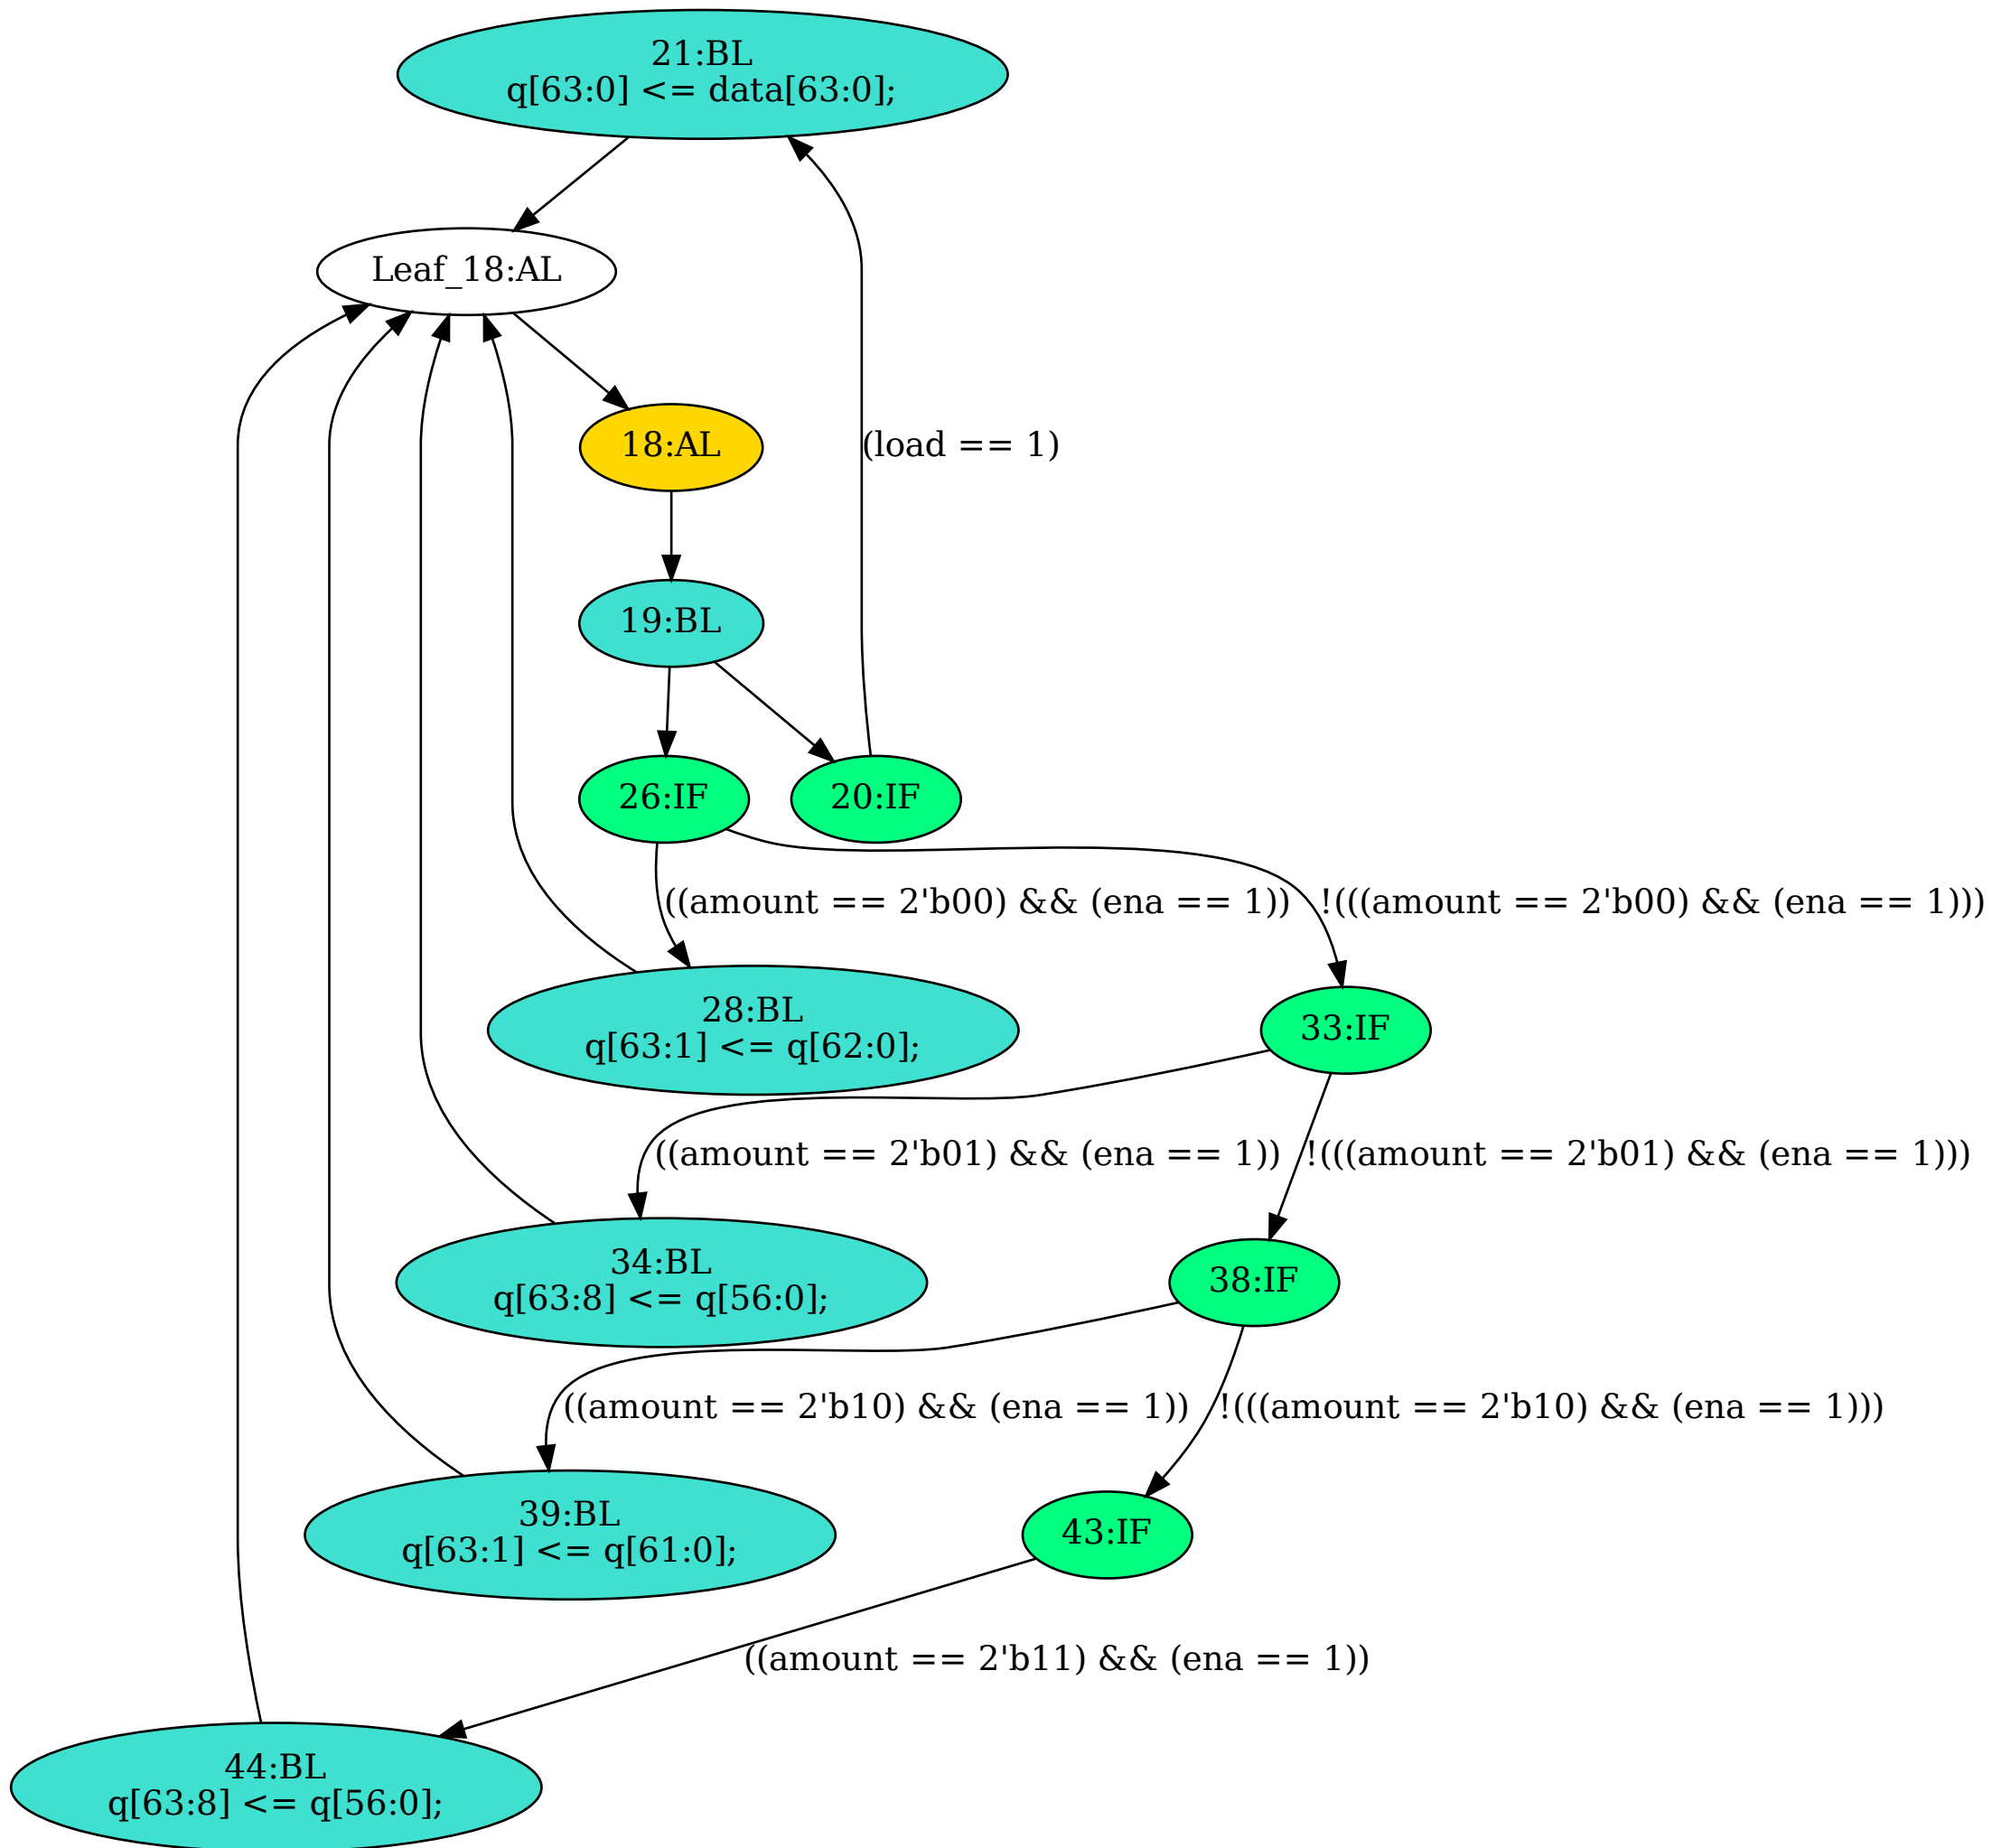 21:BL
q[63:0] <= data[63:0];
Leaf_18:AL
18:AL
(load == 1)
19:BL
26:IF
20:IF
((amount == 2'b00) && (ena == 1))
!(((amount == 2'b00) && (ena == 1)))
28:BL
q[63:1] <= q[62:0];
33:IF
((amount == 2'b01) && (ena == 1))
!(((amount == 2'b01) && (ena == 1)))
34:BL
q[63:8] <= q[56:0];
38:IF
((amount == 2'b10) && (ena == 1))
!(((amount == 2'b10) && (ena == 1)))
39:BL
q[63:1] <= q[61:0];
43:IF
((amount == 2'b11) && (ena == 1))
44:BL
q[63:8] <= q[56:0];